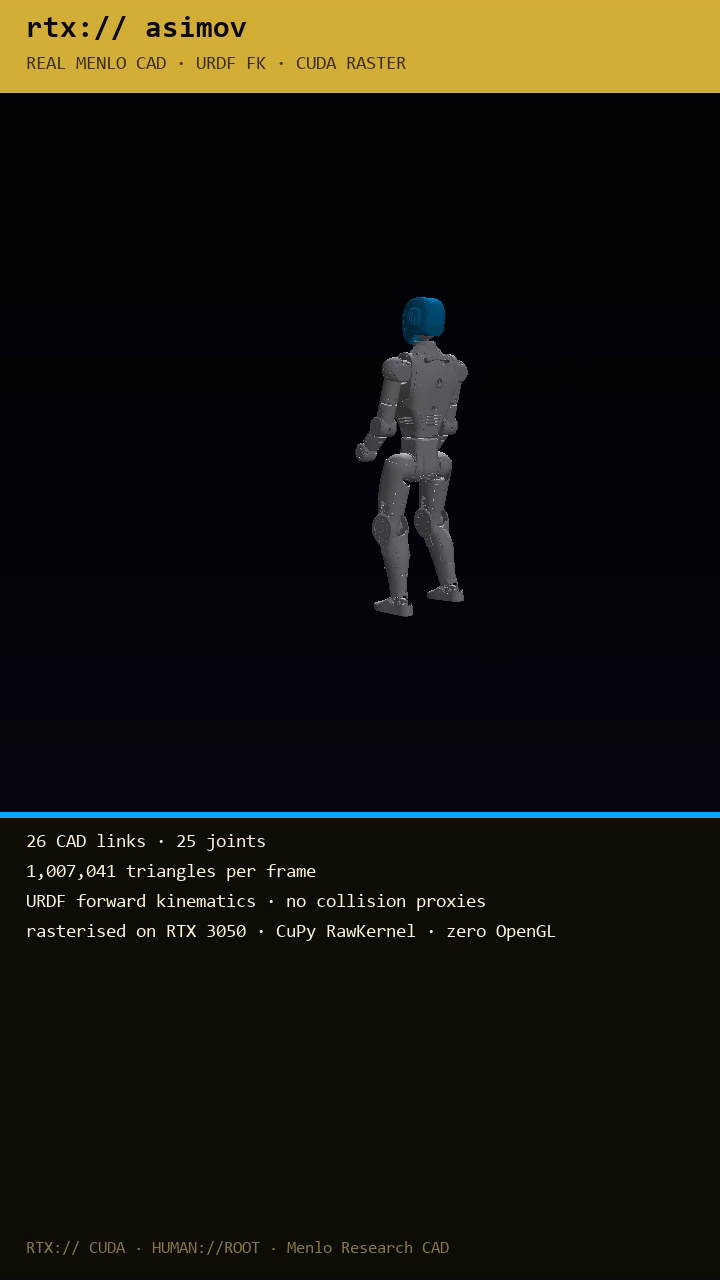 rtx:// asimov
REAL MENLO CAD · URDF FK · CUDA RASTER
26 CAD links · 25 joints
1,007,041 triangles per frame
URDF forward kinematics · no collision proxies
rasterised on RTX 3050 · CuPy RawKernel · zero OpenGL
RTX:// CUDA · HUMAN://ROOT · Menlo Research CAD